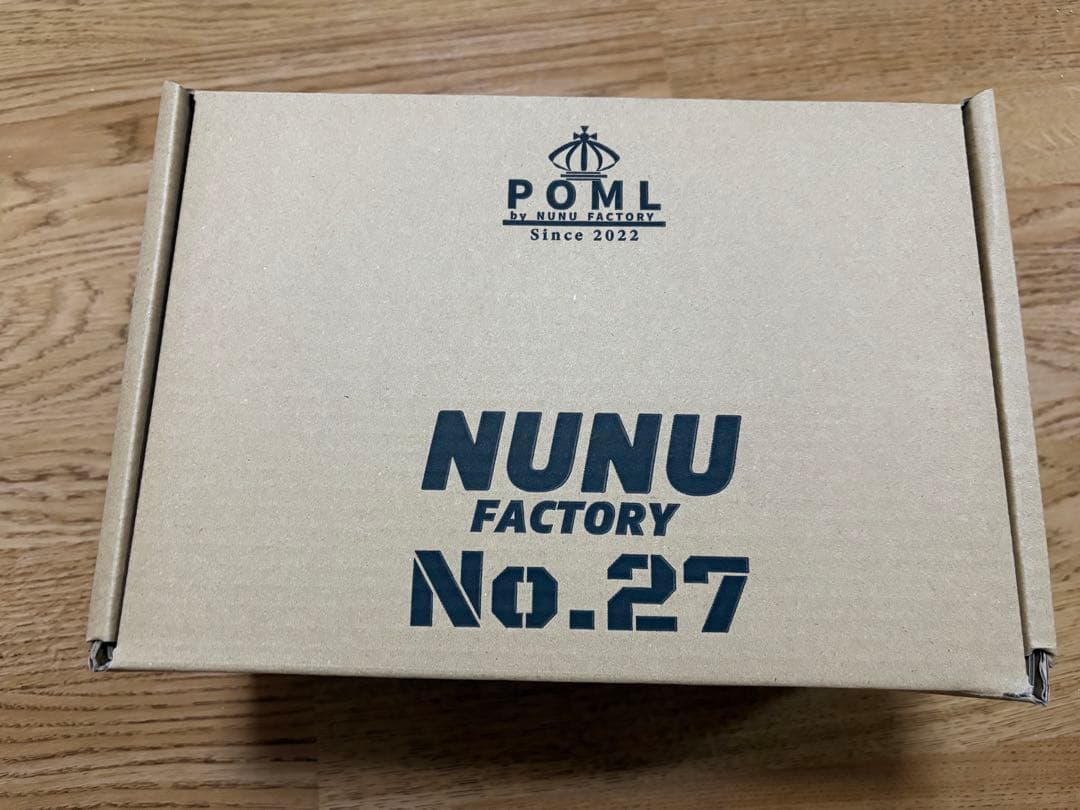 POML
by NUNU FACTORY
Since 2022
NUNU
FACTORY
No.27